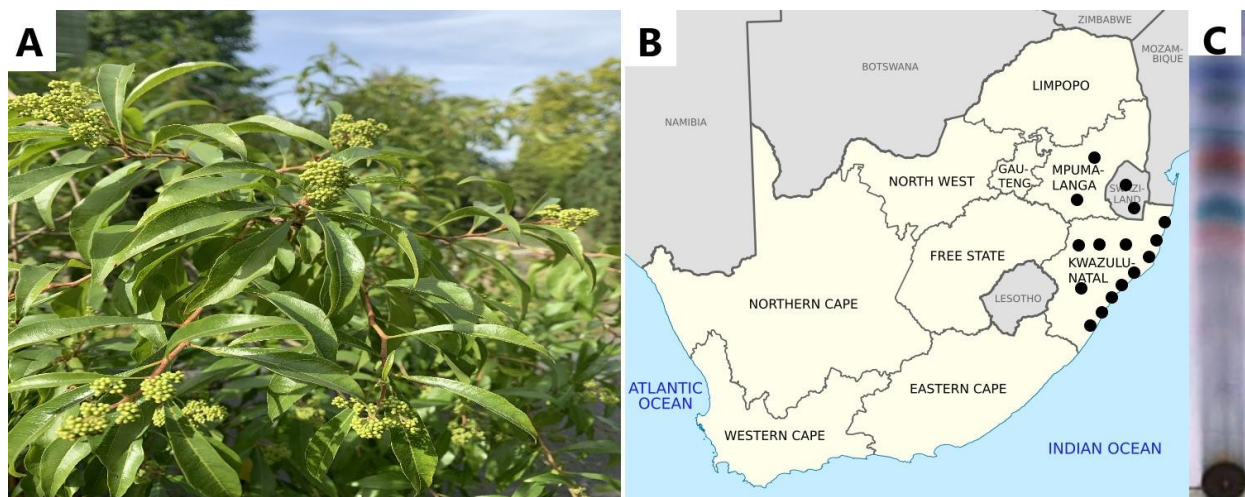 A
B
C
ZIMBABWE
MOZAM-
BIQUE
BOTSWANA
LIMPOPO
NAMIBIA
GAU-
TENG
MPUMA-
LANGA
NORTH WEST
SWAZI-
LAND
FREE STATE
KWAZULU-
NATAL
LESOTHO
NORTHERN CAPE
EASTERN CAPE
ATLANTIC
OCEAN
WESTERN CAPE
INDIAN OCEAN